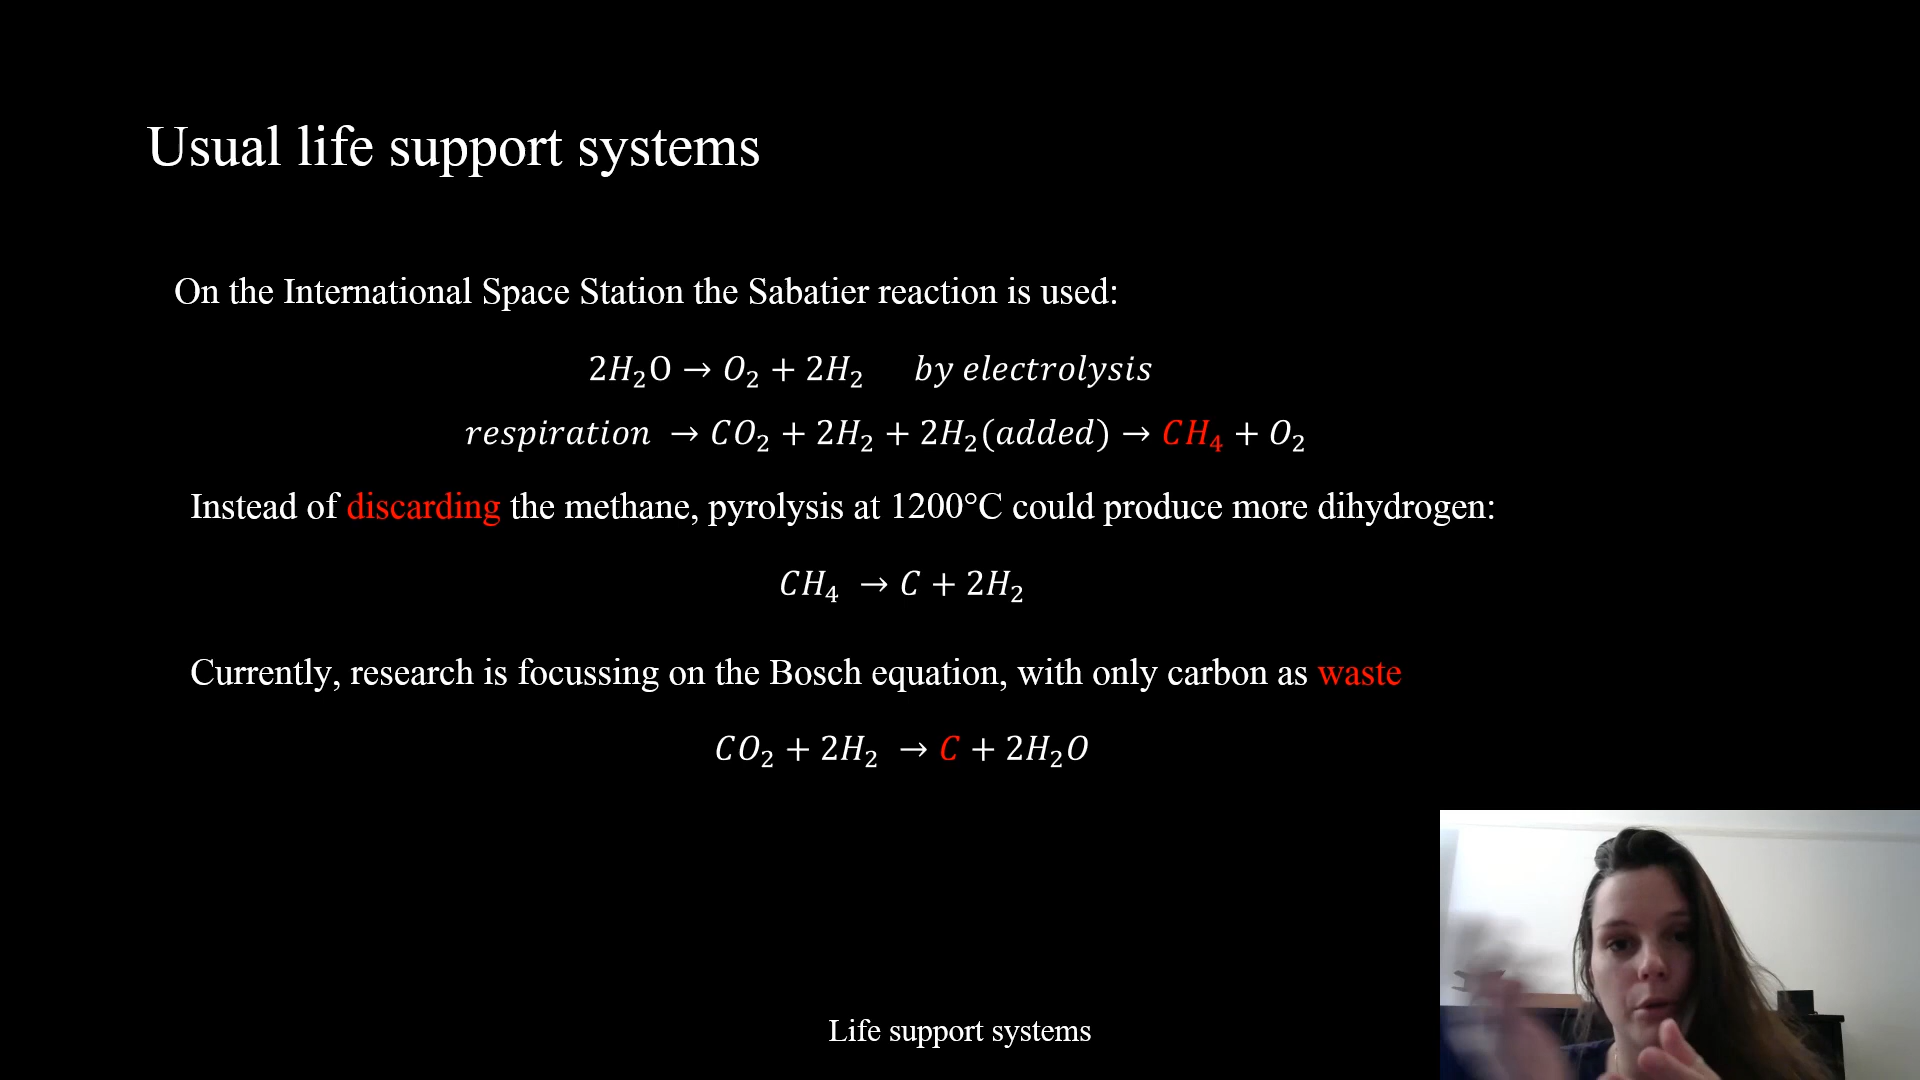 Usual life support systems
On the International Space Station the Sabatier reaction is used:
2H₂O → O₂ + 2H₂ by electrolysis
respiration → CO₂ + 2H₂ + 2H₂(added) → CH₄ + O₂
Instead of discarding the methane, pyrolysis at 1200°C could produce more dihydrogen:
CH₄ → C + 2H₂
Currently, research is focussing on the Bosch equation, with only carbon as waste
CO₂ + 2H₂ → C + 2H₂O
Life support systems